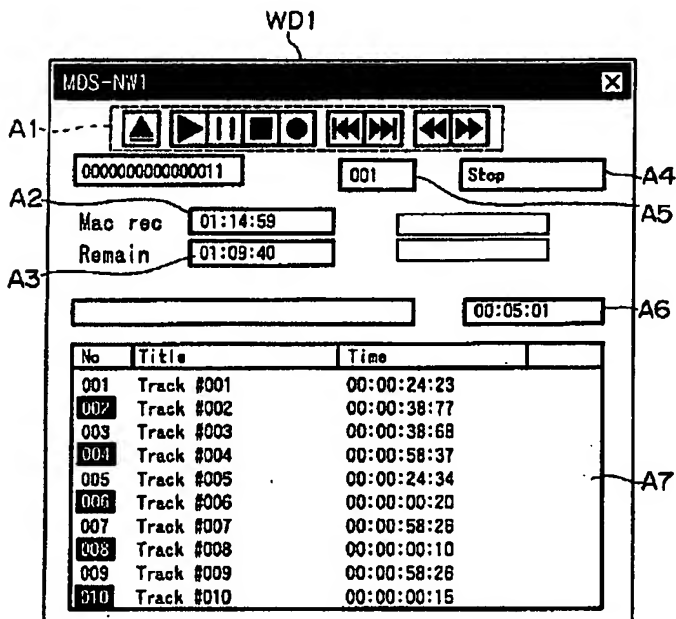 WD1
MDS-NW1
A1
0000000000000011 001 Stop A4
A5
A2
Mac rec 01:14:59
Remain 01:09:40
A3
00:05:01 A6
No Title Time
001 Track #001 00:00:24:23
002 Track #002 00:00:38:77
003 Track #003 00:00:38:68
004 Track #004 00:00:58:37
005 Track #005 00:00:24:34
A7
006 Track #006 00:00:00:20
007 Track #007 00:00:58:26
008 Track #008 00:00:00:10
009 Track #009 00:00:58:26
010 Track #010 00:00:00:15